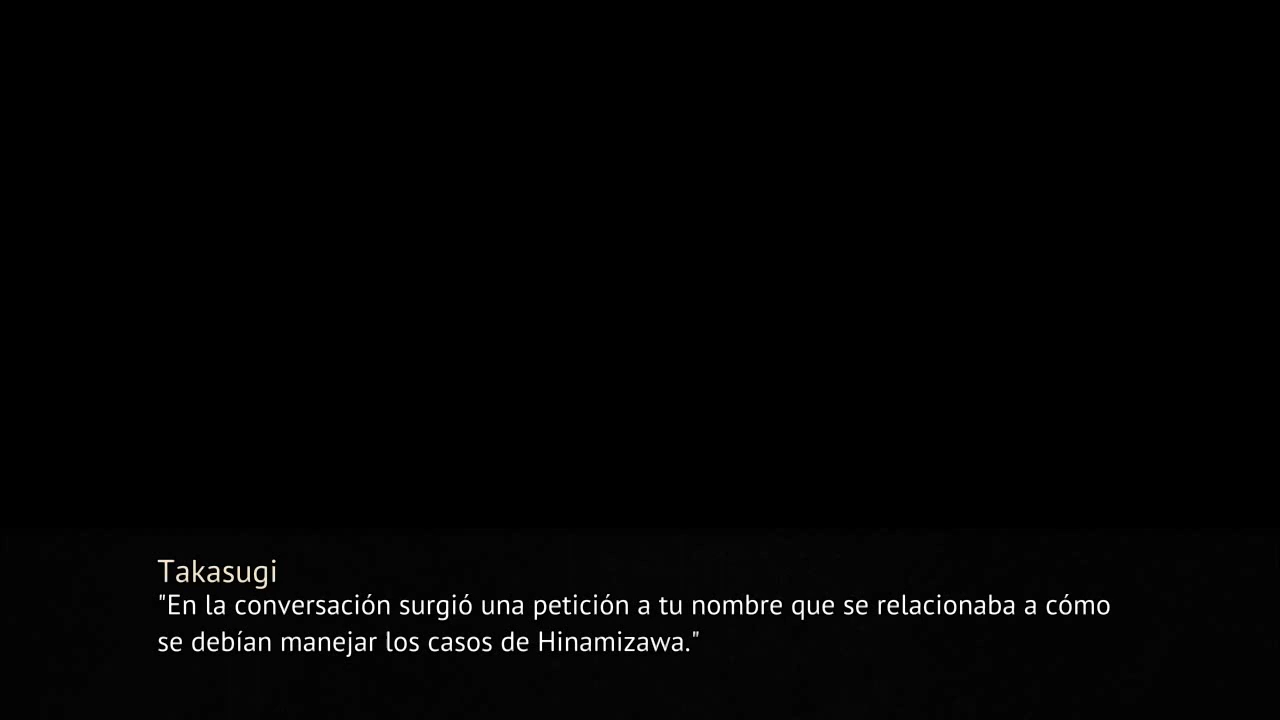 Takasugi
"En la conversación surgió una petición a tu nombre que se relacionaba a cómo
se debían manejar los casos de Hinamizawa."